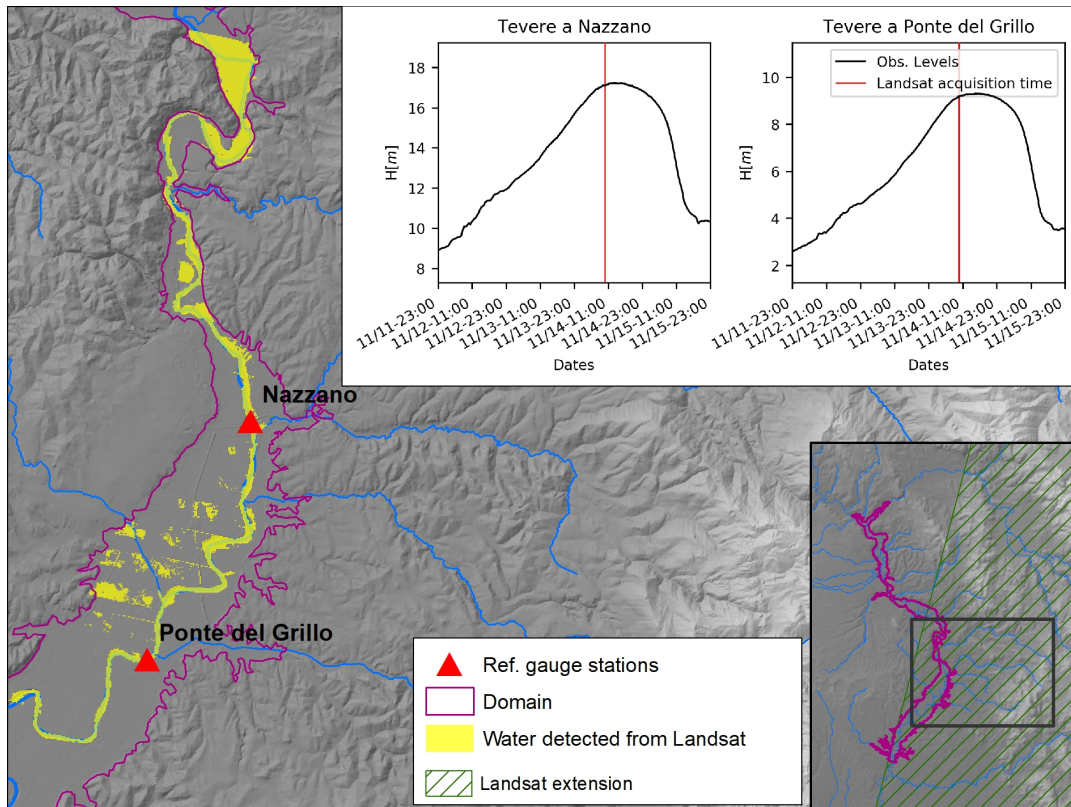 Tevere a Nazzano
H[m]
18
16
14
12
10
8
11/11-23:00
11/12-11:00
11/12-23:00
11/13-11:00
11/13-23:00
11/14-11:00
11/14-23:00
11/15-11:00
11/15-23:00
Dates
Tevere a Ponte del Grillo
Obs. Levels
Landsat acquisition time
H[m]
10
8
6
4
2
11/11-23:00
11/12-11:00
11/12-23:00
11/13-11:00
11/13-23:00
11/14-11:00
11/14-23:00
11/15-11:00
11/15-23:00
Dates
Nazzano
Ponte del Grillo
Ref. gauge stations
Domain
Water detected from Landsat
Landsat extension